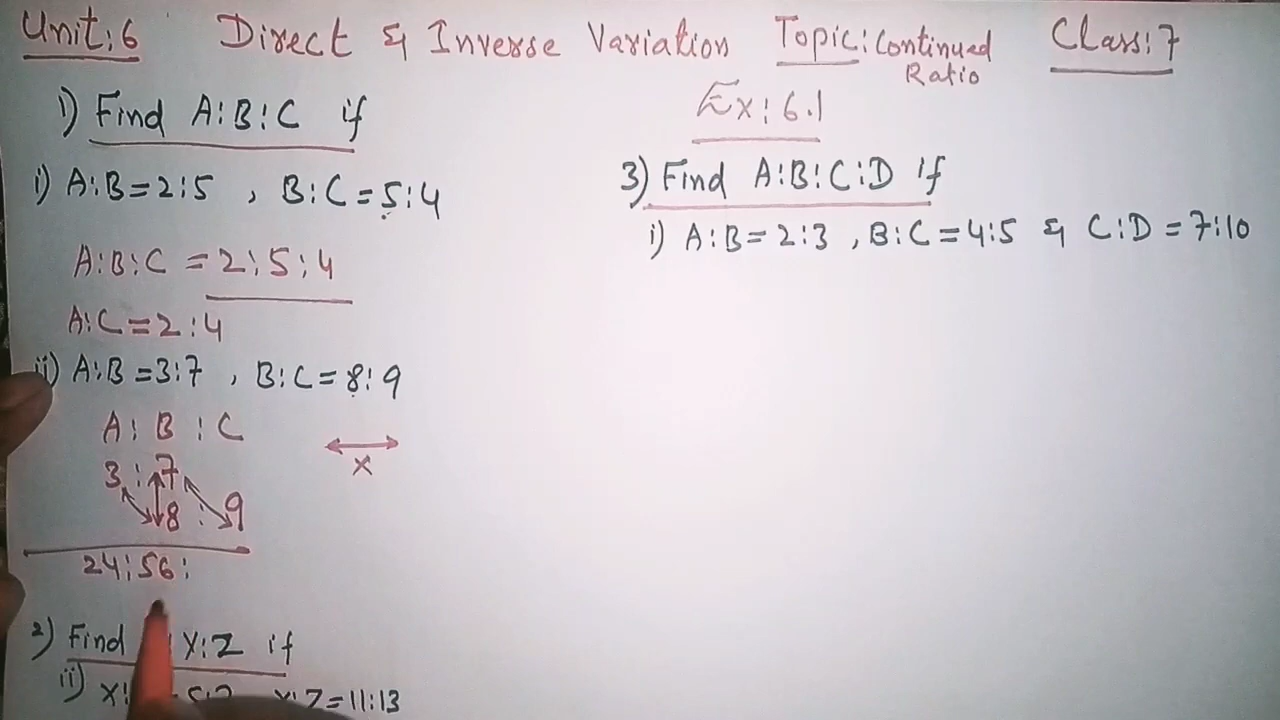 Unit:6 Direct & Inverse Variation Topic: Continued Ratio Class:7
1) Find A:B:C if
i) A:B=2:5 , B:C=5:4
A:B:C = 2:5:4
A:C=2:4
ii) A:B=3:7 , B:C=8:9
A:B:C
3:7
8:9
24:56:
×
2) Find Y:Z if
ii) X: Y:Z=11:13
Ex:6.1
3) Find A:B:C:D if
i) A:B=2:3 , B:C=4:5 & C:D=7:10